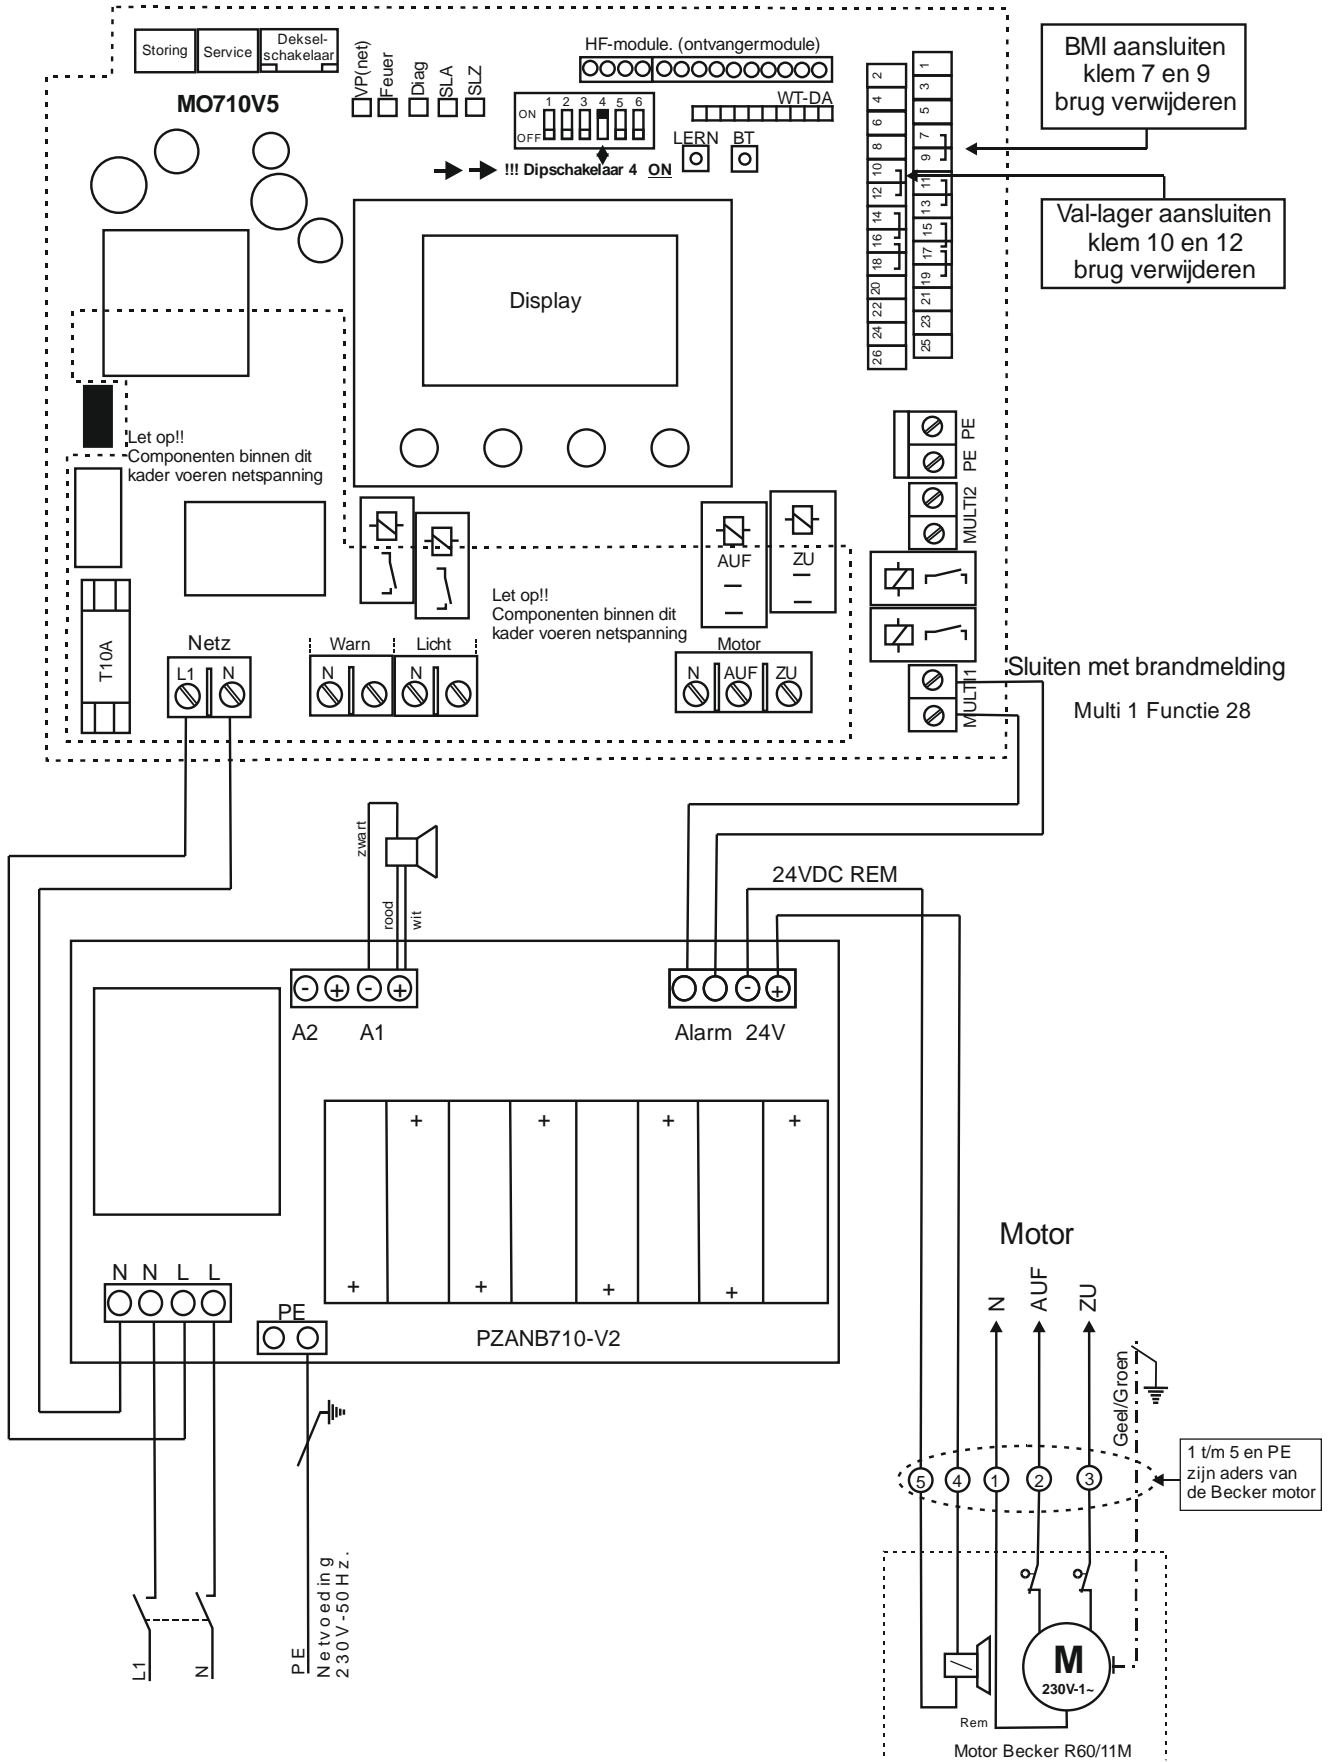 Storing
Service
Deksel-
schakelaar
MO710V5
VP(net)
Feuer
Diag
SLA
SLZ
HF-module. (ontvangermodule)
1 2 3 4 5 6
ON
OFF
WT-DA
LERN
BT
!!! Dipschakelaar 4 ON
2
4
6
8
10
12
14
16
18
20
22
24
26
1
3
5
7
9
11
13
15
17
19
21
23
25
BMI aansluiten
klem 7 en 9
brug verwijderen
Val-lager aansluiten
klem 10 en 12
brug verwijderen
Display
Let op!!
Componenten binnen dit
kader voeren netspanning
PE
PE
MULTI2
AUF
ZU
Let op!!
Componenten binnen dit
kader voeren netspanning
T10A
Netz
L1 N
Warn
N
Licht
N
Motor
N AUF ZU
MULTI1
Sluiten met brandmelding
Multi 1 Functie 28
zwart
rood
wit
24VDC REM
- + - +
A2 A1
- +
Alarm 24V
+ + + +
+ + + +
N N L L
PE
PZANB710-V2
Motor
N
AUF
ZU
Geel/Groen
5 4 1 2 3
1 t/m 5 en PE
zijn aders van
de Becker motor
L1
N
PE
Netvoeding
230V-50Hz.
M
230V-1~
Rem
Motor Becker R60/11M